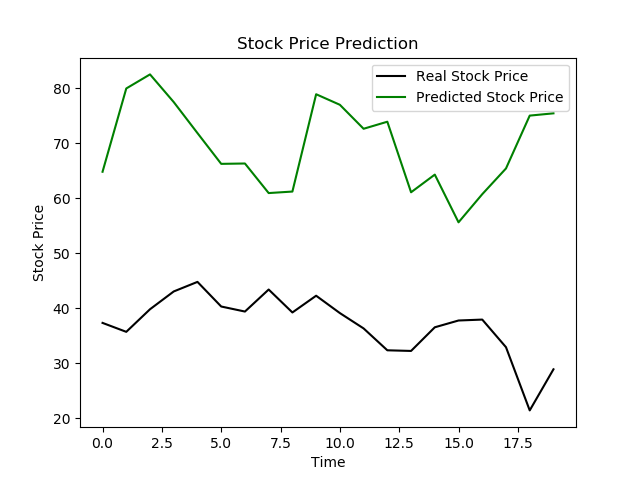 Stock Price Prediction
Real Stock Price
Predicted Stock Price
Stock Price
80
70
60
50
40
30
20
0.0 2.5 5.0 7.5 10.0 12.5 15.0 17.5
Time